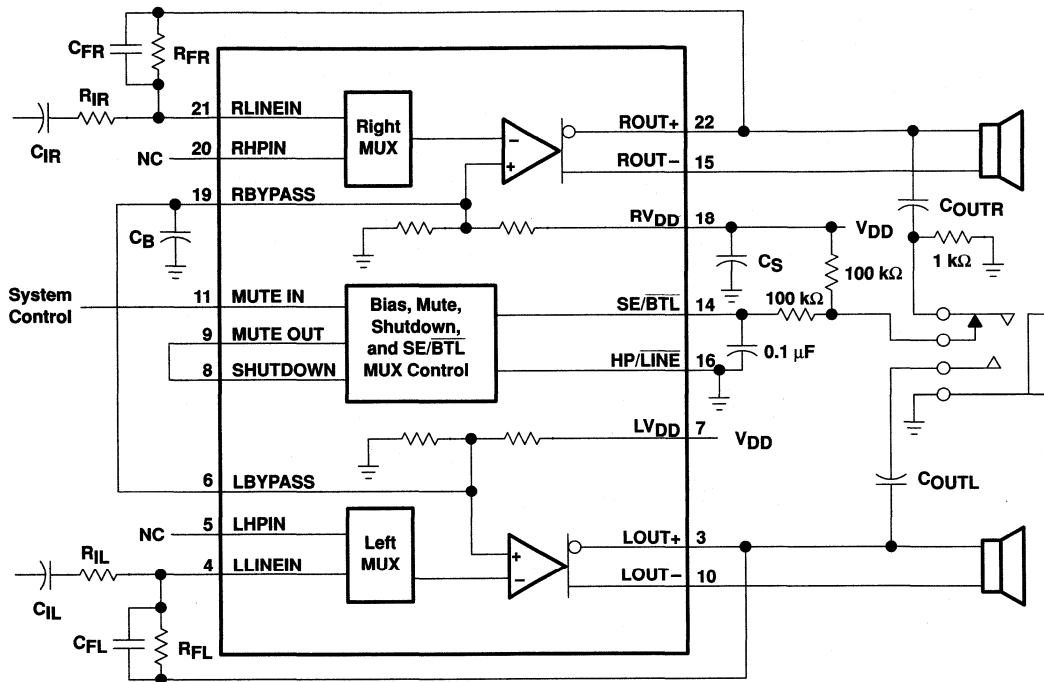 CFR
RFR
RIR
CIR
21 RLINEIN
NC 20 RHPIN
19 RBYPASS
CB
Right
MUX
−
+
ROUT+ 22
ROUT− 15
COUTR
1 kΩ
RVDD 18
VDD
CS
100 kΩ
100 kΩ
System
Control
11 MUTE IN
9 MUTE OUT
8 SHUTDOWN
Bias, Mute,
Shutdown,
and SE/BTL
MUX Control
SE/BTL 14
0.1 μF
HP/LINE 16
LVDD 7
VDD
6 LBYPASS
COUTL
NC 5 LHPIN
RIL
4 LLINEIN
CIL
CFL
RFL
Left
MUX
+
−
LOUT+ 3
LOUT− 10